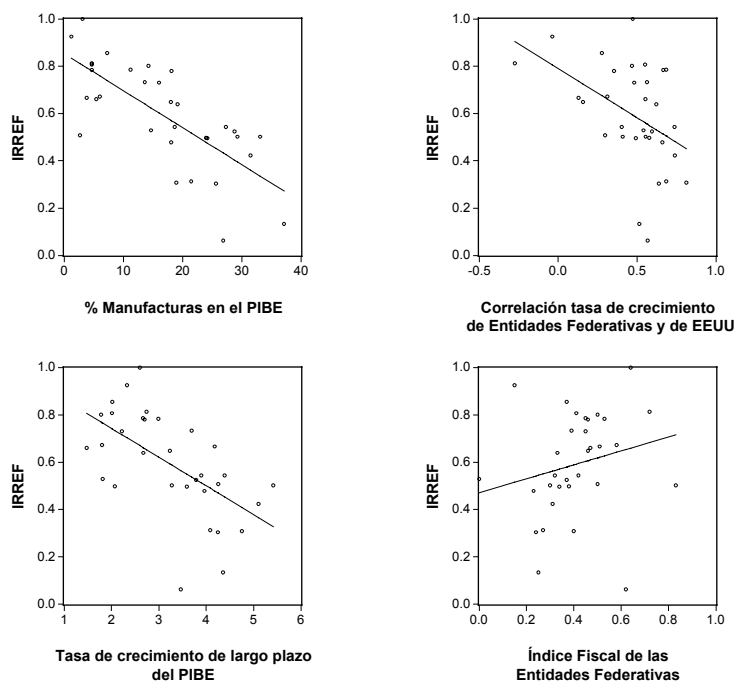 1.0
0.8
0.6
0.4
0.2
0.0
IRREF
0 10 20 30 40
% Manufacturas en el PIBE
1.0
0.8
0.6
0.4
0.2
0.0
IRREF
-0.5 0.0 0.5 1.0
Correlación tasa de crecimiento
de Entidades Federativas y de EEUU
1.0
0.8
0.6
0.4
0.2
0.0
IRREF
1 2 3 4 5 6
Tasa de crecimiento de largo plazo
del PIBE
1.0
0.8
0.6
0.4
0.2
0.0
IRREF
0.0 0.2 0.4 0.6 0.8 1.0
Índice Fiscal de las
Entidades Federativas